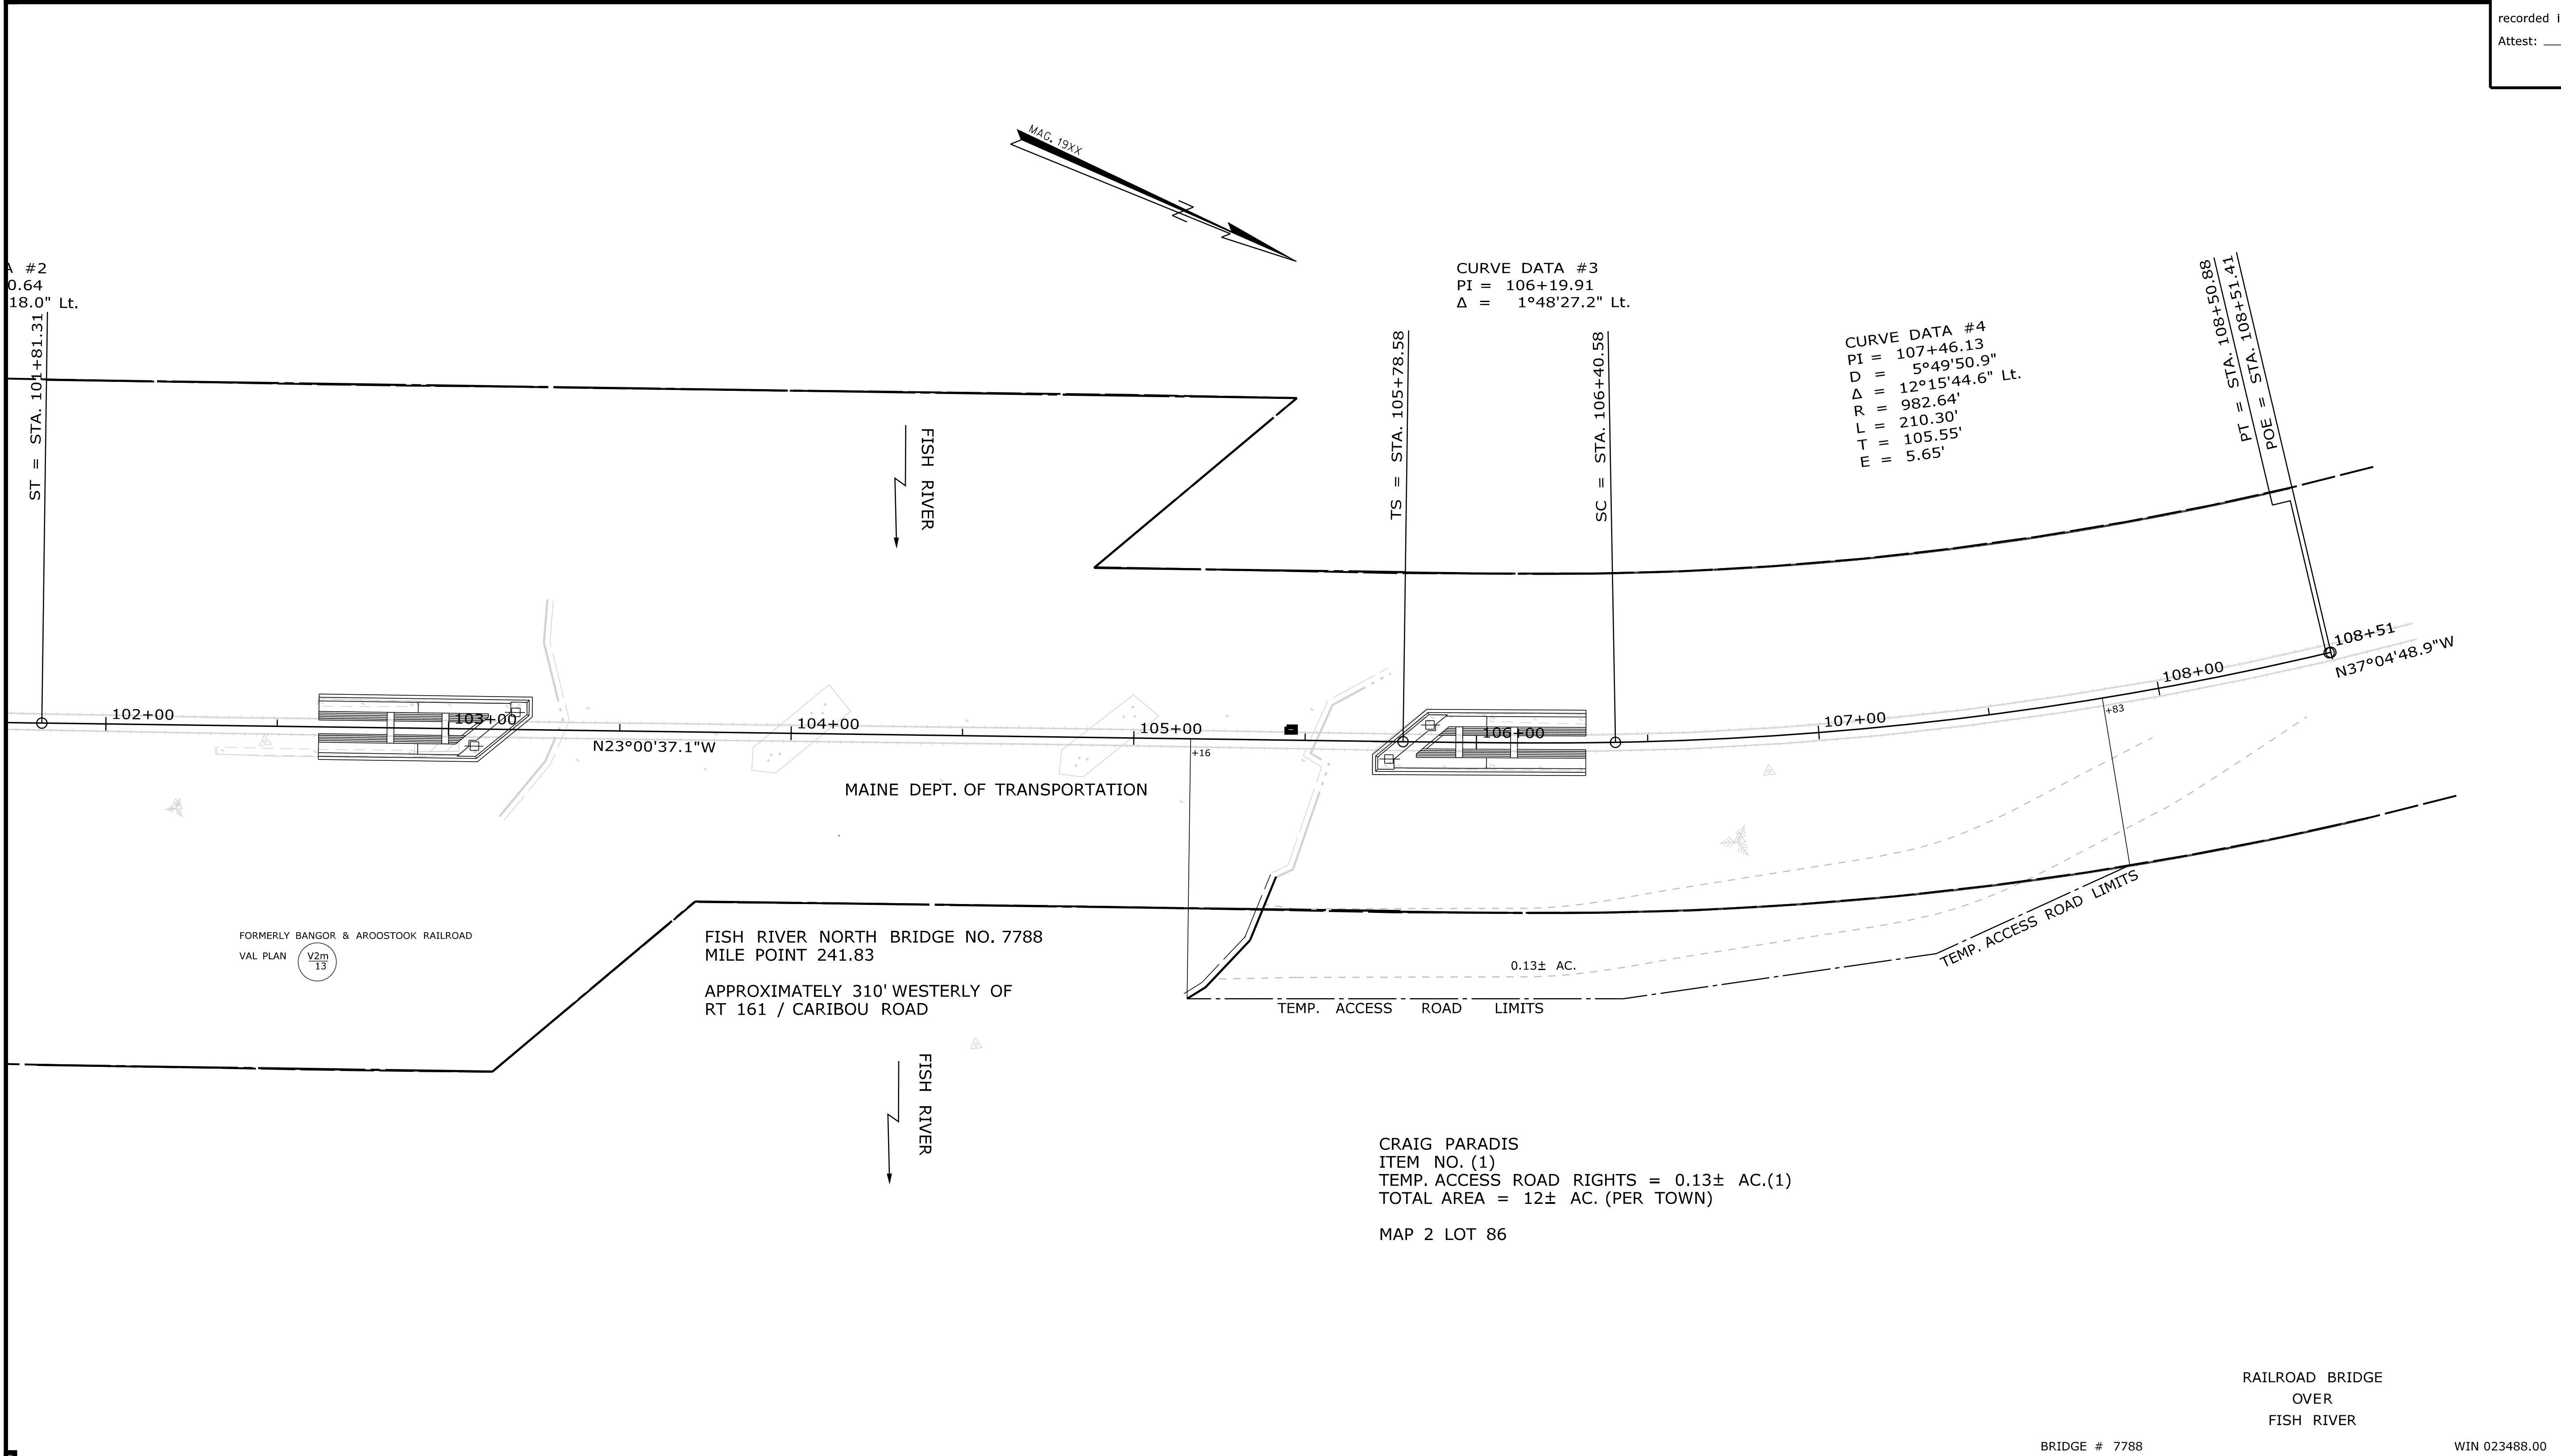 recorded i
Attest:
MAG. 19XX
A #2
0.64
18.0" Lt.
ST = STA. 101+81.31
CURVE DATA #3
PI = 106+19.91
Δ = 1°48'27.2" Lt.
TS = STA. 105+78.58
SC = STA. 106+40.58
CURVE DATA #4
PI = 107+46.13
D = 5°49'50.9"
Δ = 12°15'44.6" Lt.
R = 982.64'
L = 210.30'
T = 105.55'
E = 5.65'
PT = STA. 108+50.88
POE = STA. 108+51.41
FISH RIVER
102+00
103+00
104+00
105+00
106+00
107+00
108+00
108+51
N23°00'37.1"W
N37°04'48.9"W
+16
+83
MAINE DEPT. OF TRANSPORTATION
FORMERLY BANGOR & AROOSTOOK RAILROAD
VAL PLAN
V2m
13
FISH RIVER NORTH BRIDGE NO. 7788
MILE POINT 241.83
APPROXIMATELY 310' WESTERLY OF
RT 161 / CARIBOU ROAD
0.13± AC.
TEMP. ACCESS ROAD LIMITS
TEMP. ACCESS ROAD LIMITS
FISH RIVER
CRAIG PARADIS
ITEM NO. (1)
TEMP. ACCESS ROAD RIGHTS = 0.13± AC.(1)
TOTAL AREA = 12± AC. (PER TOWN)
MAP 2 LOT 86
RAILROAD BRIDGE
OVER
FISH RIVER
BRIDGE # 7788
WIN 023488.00